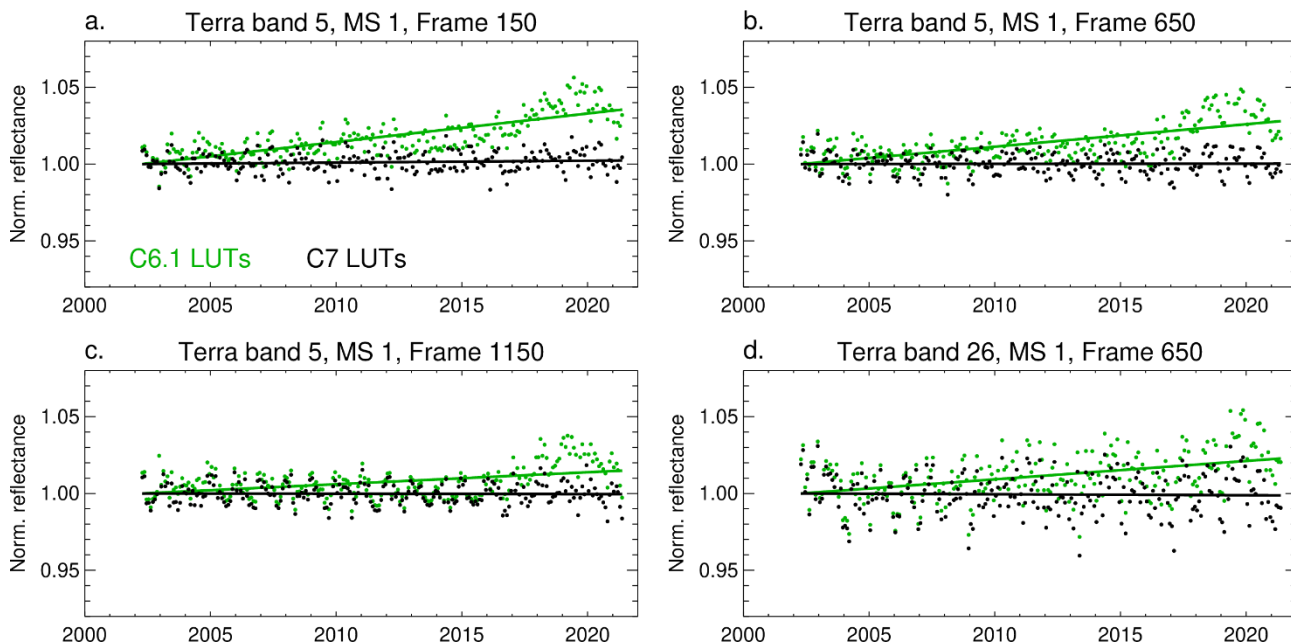 a. Terra band 5, MS 1, Frame 150
Norm. reflectance
1.05
1.00
0.95
C6.1 LUTs C7 LUTs
2000 2005 2010 2015 2020
b. Terra band 5, MS 1, Frame 650
Norm. reflectance
1.05
1.00
0.95
2000 2005 2010 2015 2020
c. Terra band 5, MS 1, Frame 1150
Norm. reflectance
1.05
1.00
0.95
2000 2005 2010 2015 2020
d. Terra band 26, MS 1, Frame 650
Norm. reflectance
1.05
1.00
0.95
2000 2005 2010 2015 2020